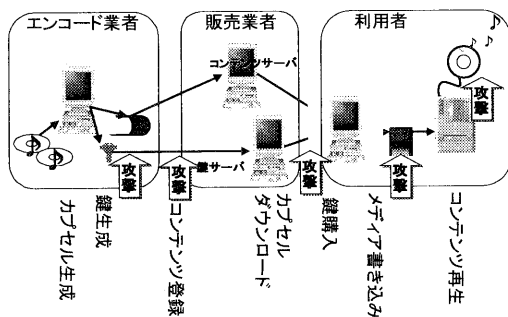 エンコード業者
販売業者
利用者
コンテンツサーバ
鍵サーバ
攻撃
攻撃
攻撃
攻撃
攻撃
カプセル生成
鍵生成
コンテンツ登録
カプセル
ダウンロード
鍵購入
メディア書き込み
コンテンツ再生